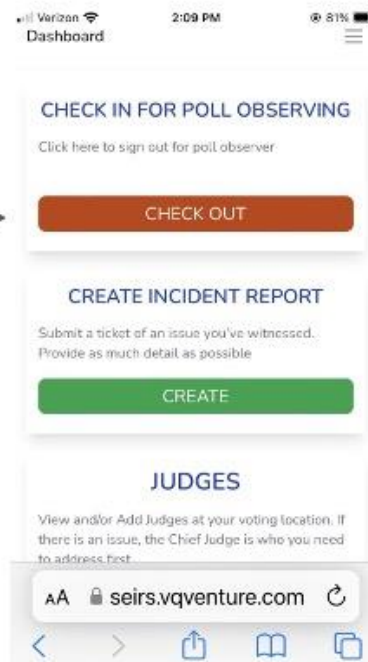 Verizon 2:09 PM 81%
Dashboard
CHECK IN FOR POLL OBSERVING
Click here to sign out for poll observer
CHECK OUT
CREATE INCIDENT REPORT
Submit a ticket of an issue you've witnessed.
Provide as much detail as possible
CREATE
JUDGES
View and/or Add Judges at your voting location. If
there is an issue, the Chief Judge is who you need
to address first
AA seirs.vqventure.com